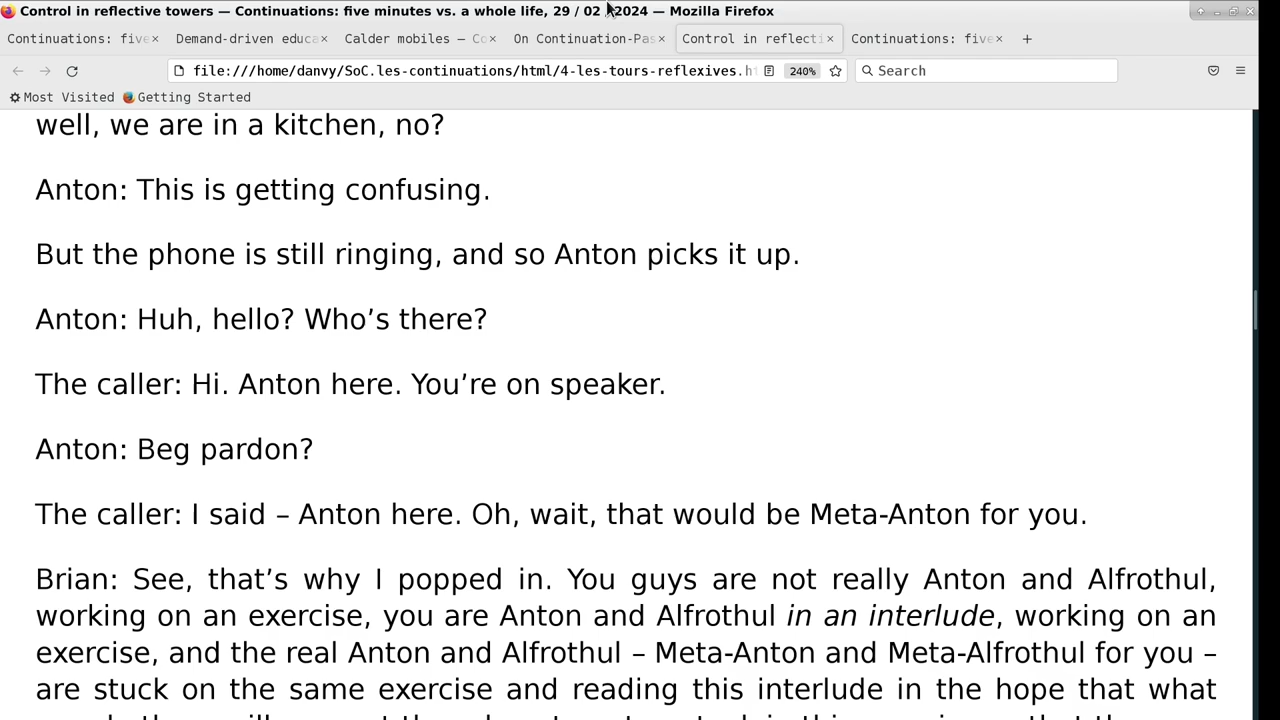 Control in reflective towers — Continuations: five minutes vs. a whole life, 29 / 02 2024 — Mozilla Firefox
Continuations: five
Demand-driven educa
Calder mobiles — Co
On Continuation-Pas
Control in reflecti
Continuations: five
file:///home/danvy/SoC.les-continuations/html/4-les-tours-reflexives.ht
240%
Search
Most Visited
Getting Started
well, we are in a kitchen, no?
Anton: This is getting confusing.
But the phone is still ringing, and so Anton picks it up.
Anton: Huh, hello? Who’s there?
The caller: Hi. Anton here. You’re on speaker.
Anton: Beg pardon?
The caller: I said – Anton here. Oh, wait, that would be Meta-Anton for you.
Brian: See, that’s why I popped in. You guys are not really Anton and Alfrothul,
working on an exercise, you are Anton and Alfrothul in an interlude, working on an
exercise, and the real Anton and Alfrothul – Meta-Anton and Meta-Alfrothul for you –
are stuck on the same exercise and reading this interlude in the hope that what